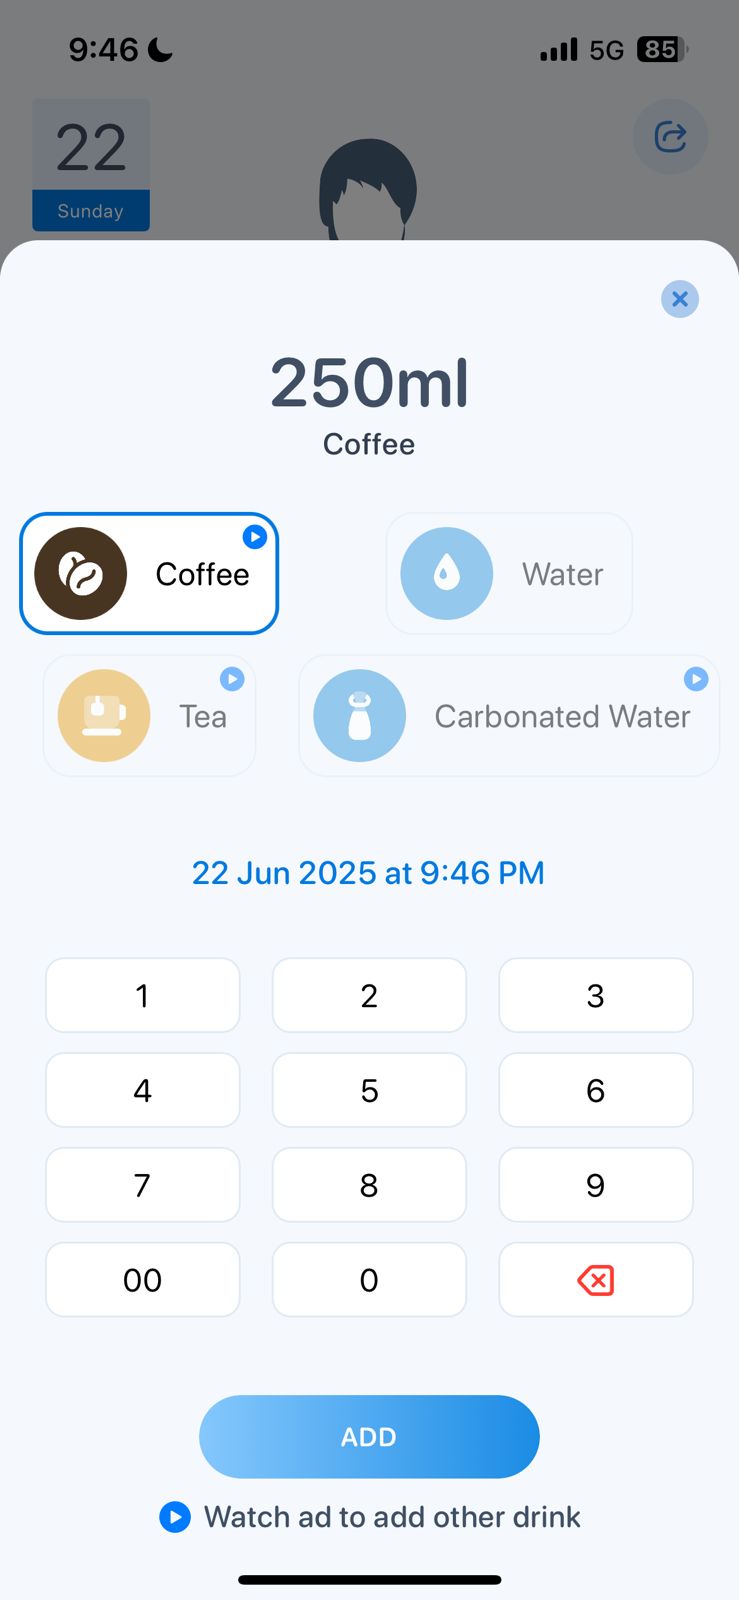 9:46
5G 85
22
Sunday
250ml
Coffee
Coffee
Water
Tea
Carbonated Water
22 Jun 2025 at 9:46 PM
1 2 3
4 5 6
7 8 9
00 0
ADD
Watch ad to add other drink